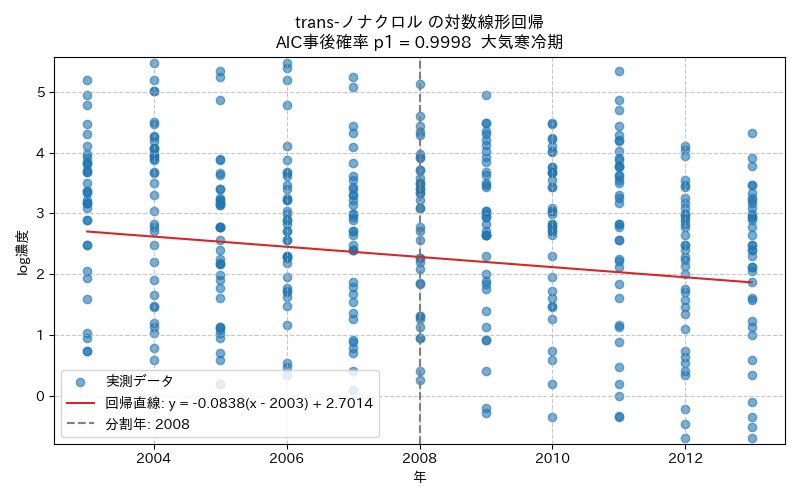 trans-ノナクロル の対数線形回帰
AIC事後確率 p1 = 0.9998  大気寒冷期
log濃度
5
4
3
2
1
0
実測データ
回帰直線: y = -0.0838(x - 2003) + 2.7014
分割年: 2008
2004
2006
2008
2010
2012
年